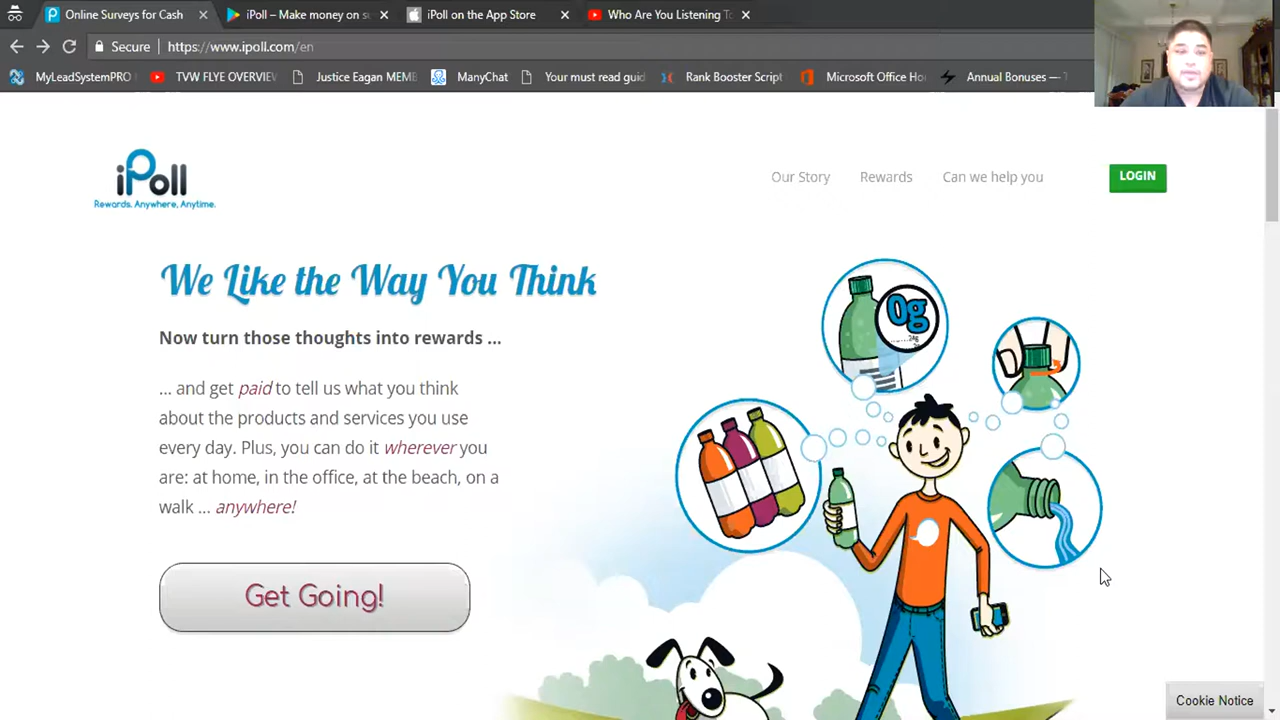 Online Surveys for Cash
iPoll – Make money on s
iPoll on the App Store
Who Are You Listening To
Secure https://www.ipoll.com/en
MyLeadSystemPRO
TVW FLYE OVERVI
Justice Eagan MEMB
ManyChat
Your must read guid
Rank Booster Script
Microsoft Office Ho
Annual Bonuses —
iPoll
Rewards. Anywhere, Anytime.
Our Story
Rewards
Can we help you
LOGIN
We Like the Way You Think
Now turn those thoughts into rewards ...
... and get paid to tell us what you think
about the products and services you use
every day. Plus, you can do it wherever you
are: at home, in the office, at the beach, on a
walk ... anywhere!
Get Going!
0g
Cookie Notice